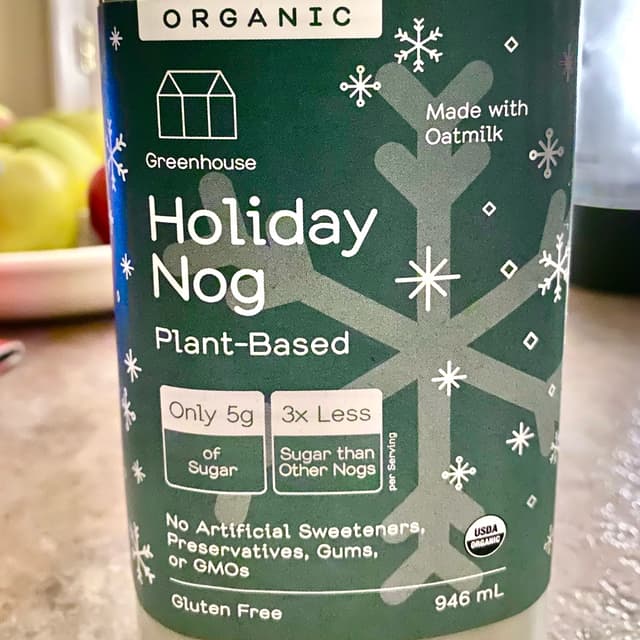 ORGANIC
Greenhouse
Made with
Oatmilk
Holiday
Nog
Plant-Based
Only 5g
of
Sugar
3x Less
Sugar than
Other Nogs
per Serving
No Artificial Sweeteners,
Preservatives, Gums,
or GMOs
USDA
ORGANIC
Gluten Free
946 mL